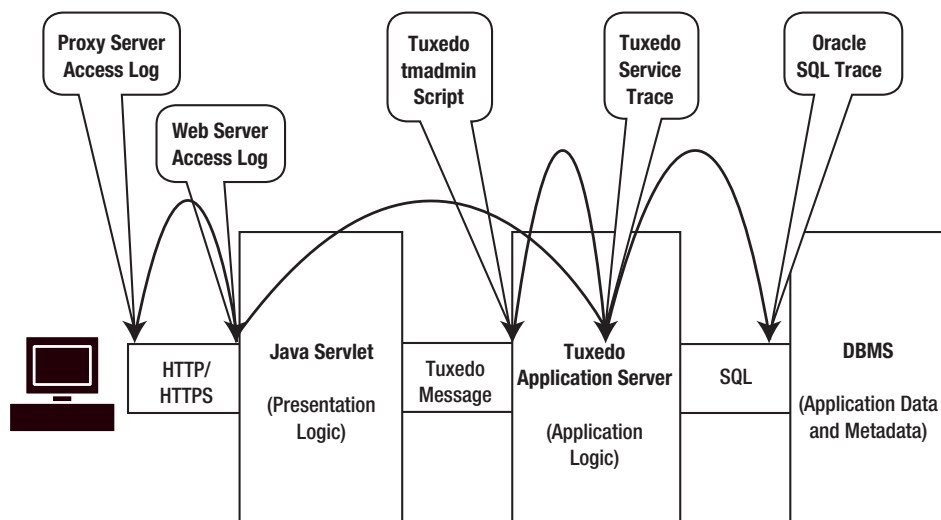 Proxy Server
Access Log
Web Server
Access Log
Tuxedo
tmadmin
Script
Tuxedo
Service
Trace
Oracle
SQL Trace
HTTP/
HTTPS
Java Servlet
(Presentation
Logic)
Tuxedo
Message
Tuxedo
Application Server
(Application
Logic)
SQL
DBMS
(Application Data
and Metadata)